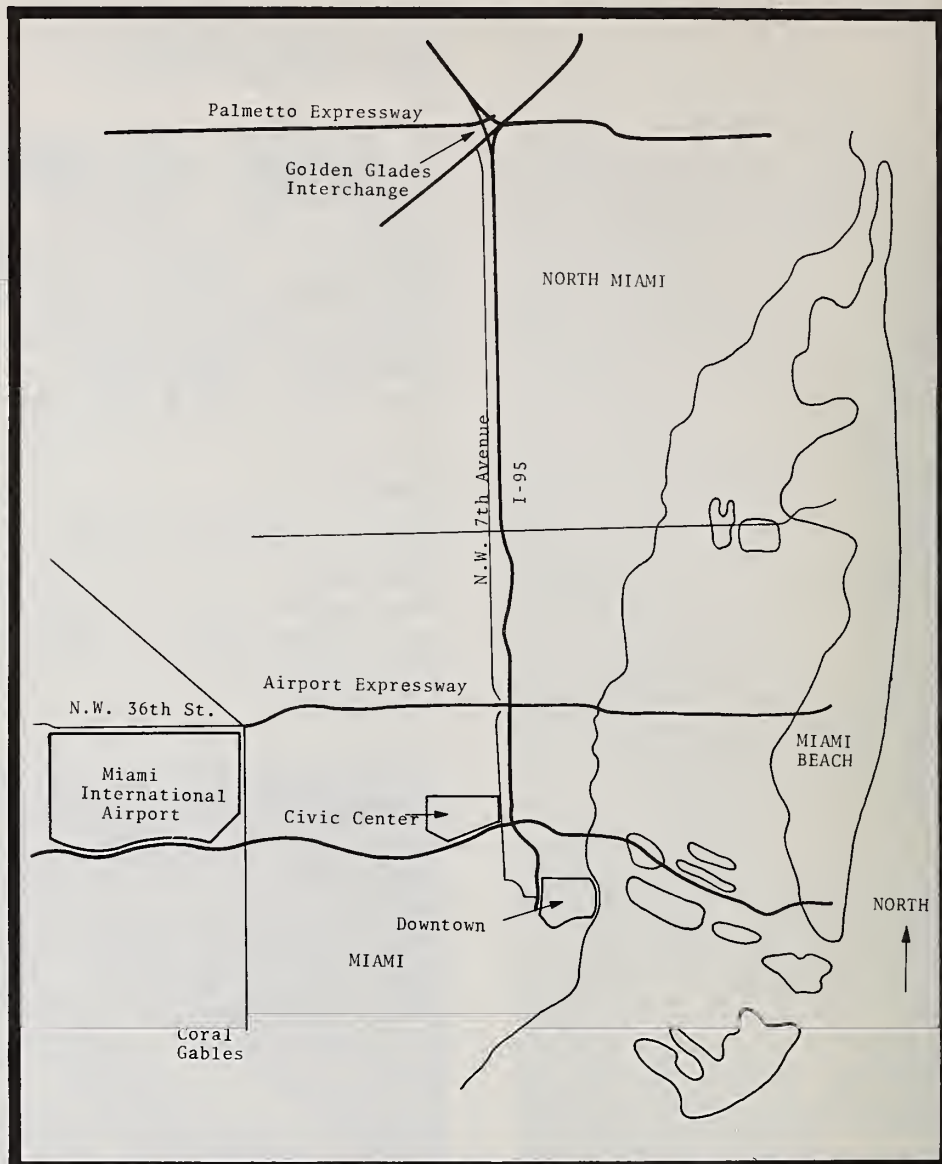 Palmetto Expressway
Golden Glades
Interchange
NORTH MIAMI
N.W. 7th Avenue
I-95
Airport Expressway
N.W. 36th St.
MIAMI
BEACH
Miami
International
Airport
Civic Center
NORTH
Downtown
MIAMI
Coral
Gables